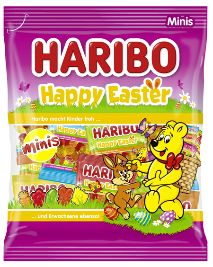 Minis
HARIBO
Happy Easter
Haribo macht Kinder froh ...
minis
HARIBO
HARIBO
... und Erwachsene ebenso!